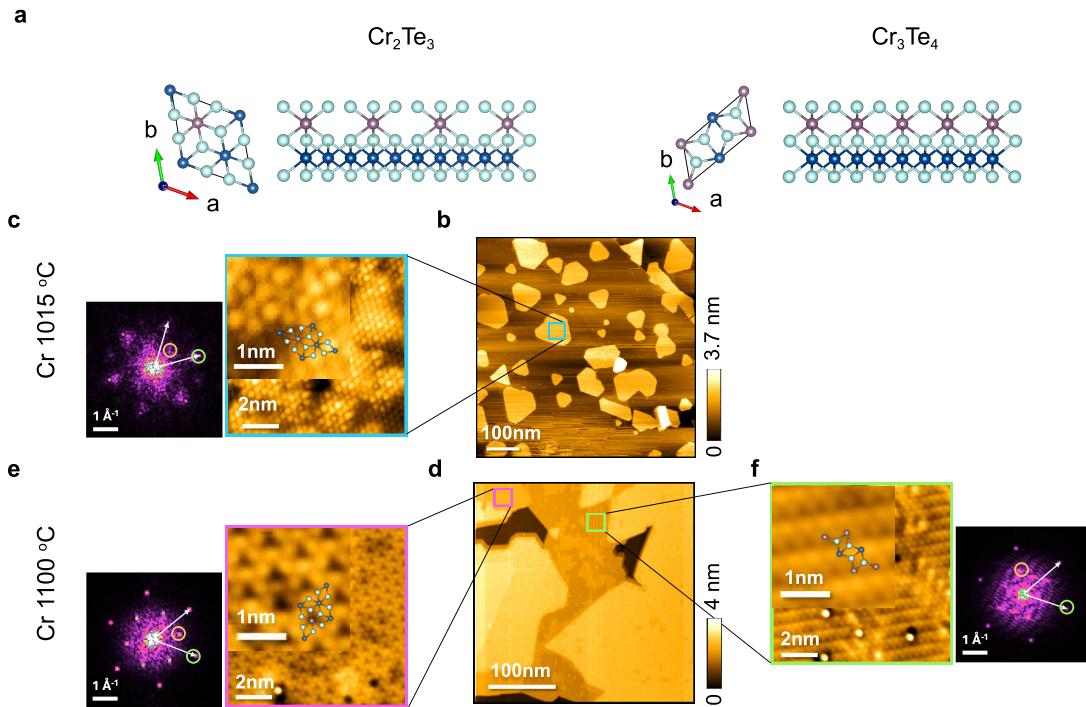 a
Cr₂Te₃
Cr₃Te₄
b
a
b
a
c
b
Cr 1015 °C
1 Å⁻¹
1nm
2nm
100nm
0 3.7 nm
e
d
f
Cr 1100 °C
1 Å⁻¹
1nm
2nm
100nm
0 4 nm
1nm
2nm
1 Å⁻¹